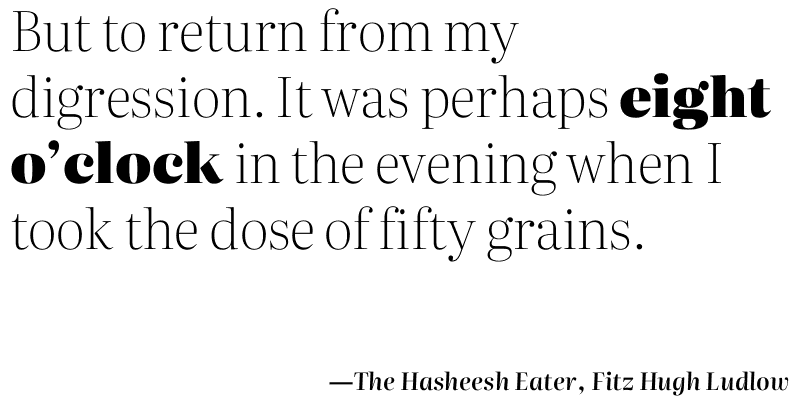 But to return from my
digression. It was perhaps eight
o’clock in the evening when I
took the dose of fifty grains.
—The Hasheesh Eater, Fitz Hugh Ludlow